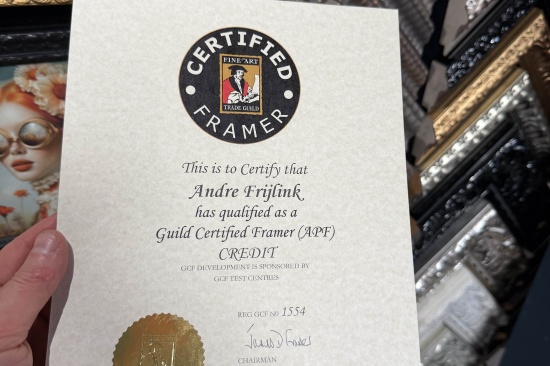 CERTIFIED
FINE ART
TRADE GUILD
FRAMER
This is to Certify that
Andre Frijlink
has qualified as a
Guild Certified Framer (APF)
CREDIT
GCF DEVELOPMENT IS SPONSORED BY
GCF TEST CENTRES
REG GCF NO 1554
CHAIRMAN